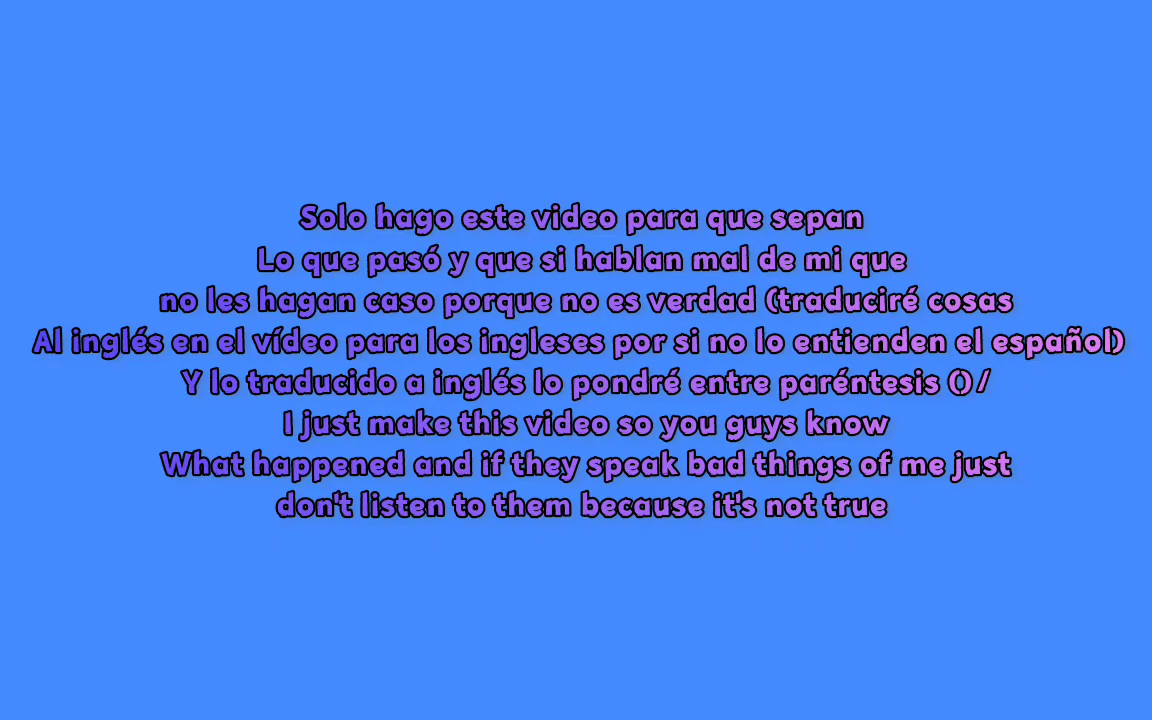 Solo hago este video para que sepan
Lo que pasó y que si hablan mal de mi que
no les hagan caso porque no es verdad (traduciré cosas
Al inglés en el vídeo para los ingleses por si no lo entienden el español)
Y lo traducido a inglés lo pondré entre paréntesis () /
I just make this video so you guys know
What happened and if they speak bad things of me just
don't listen to them because it's not true